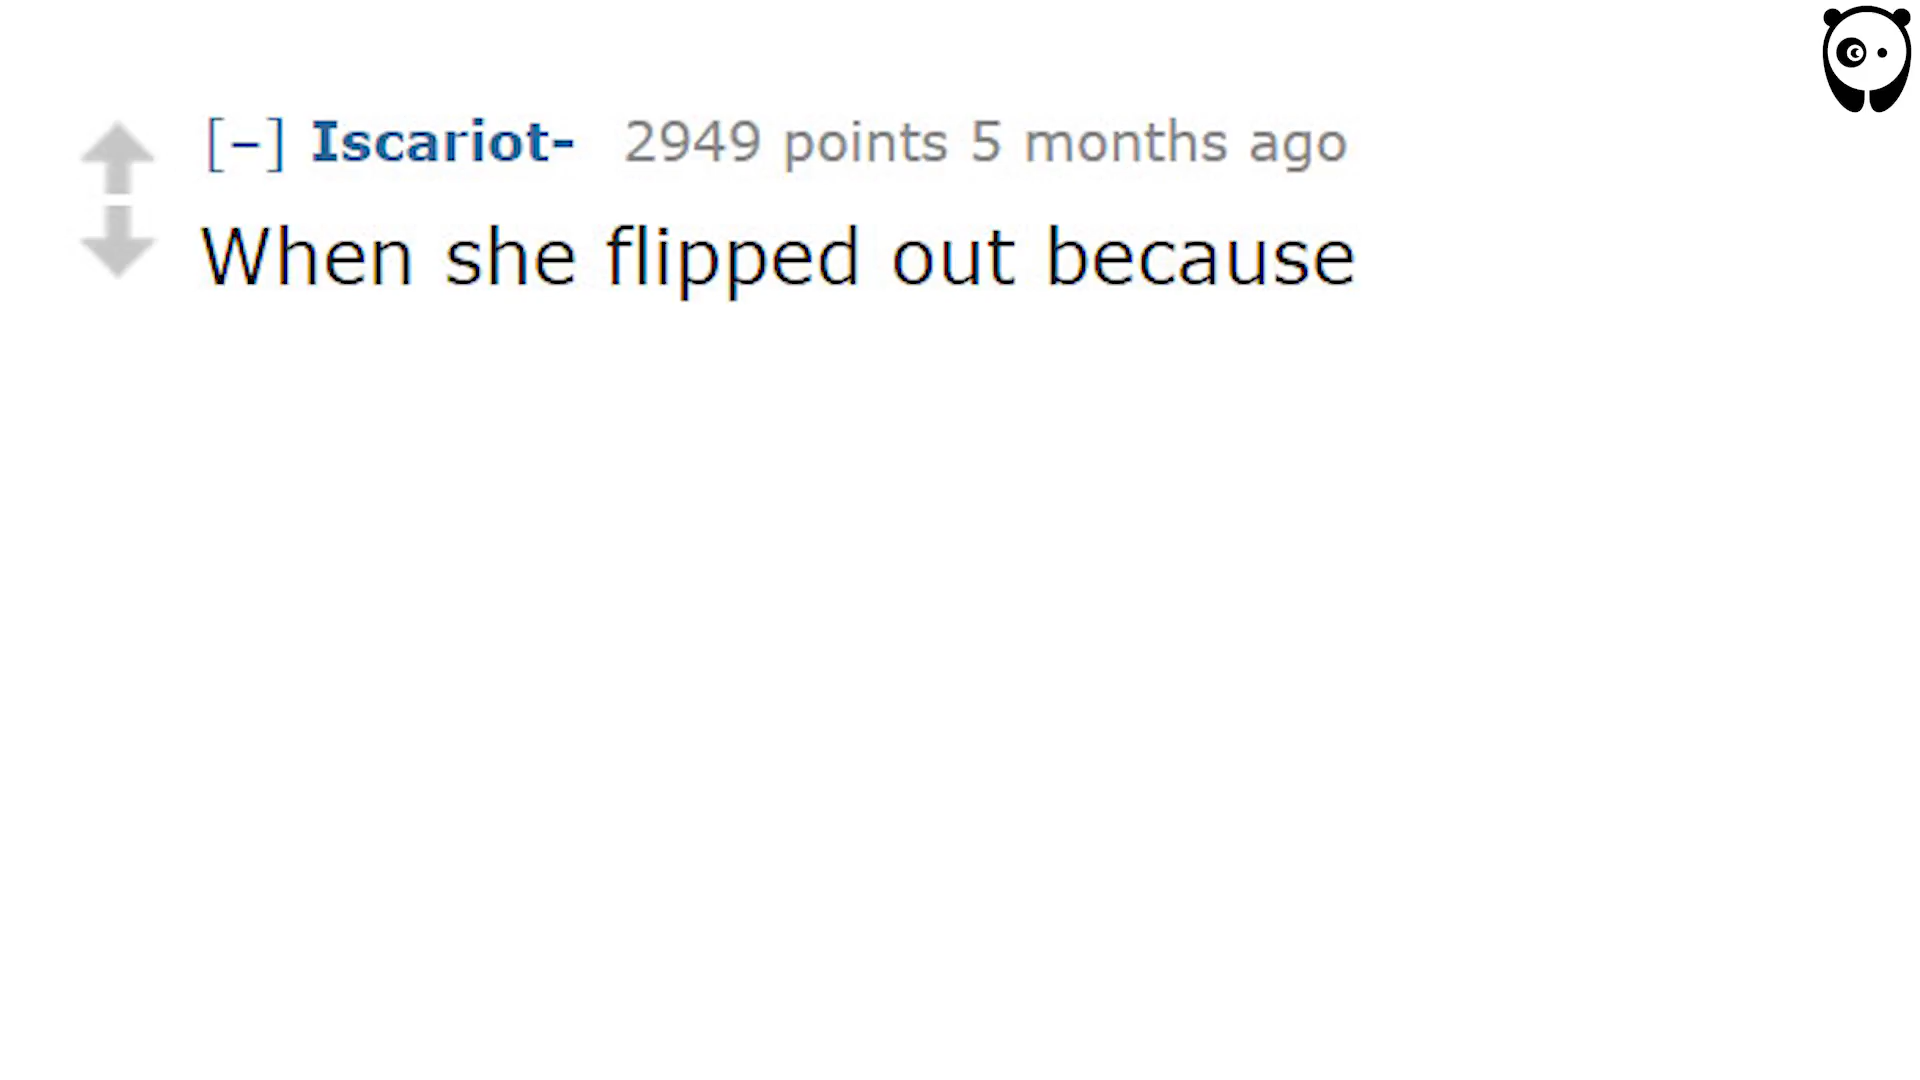 [–] Iscariot- 2949 points 5 months ago
When she flipped out because